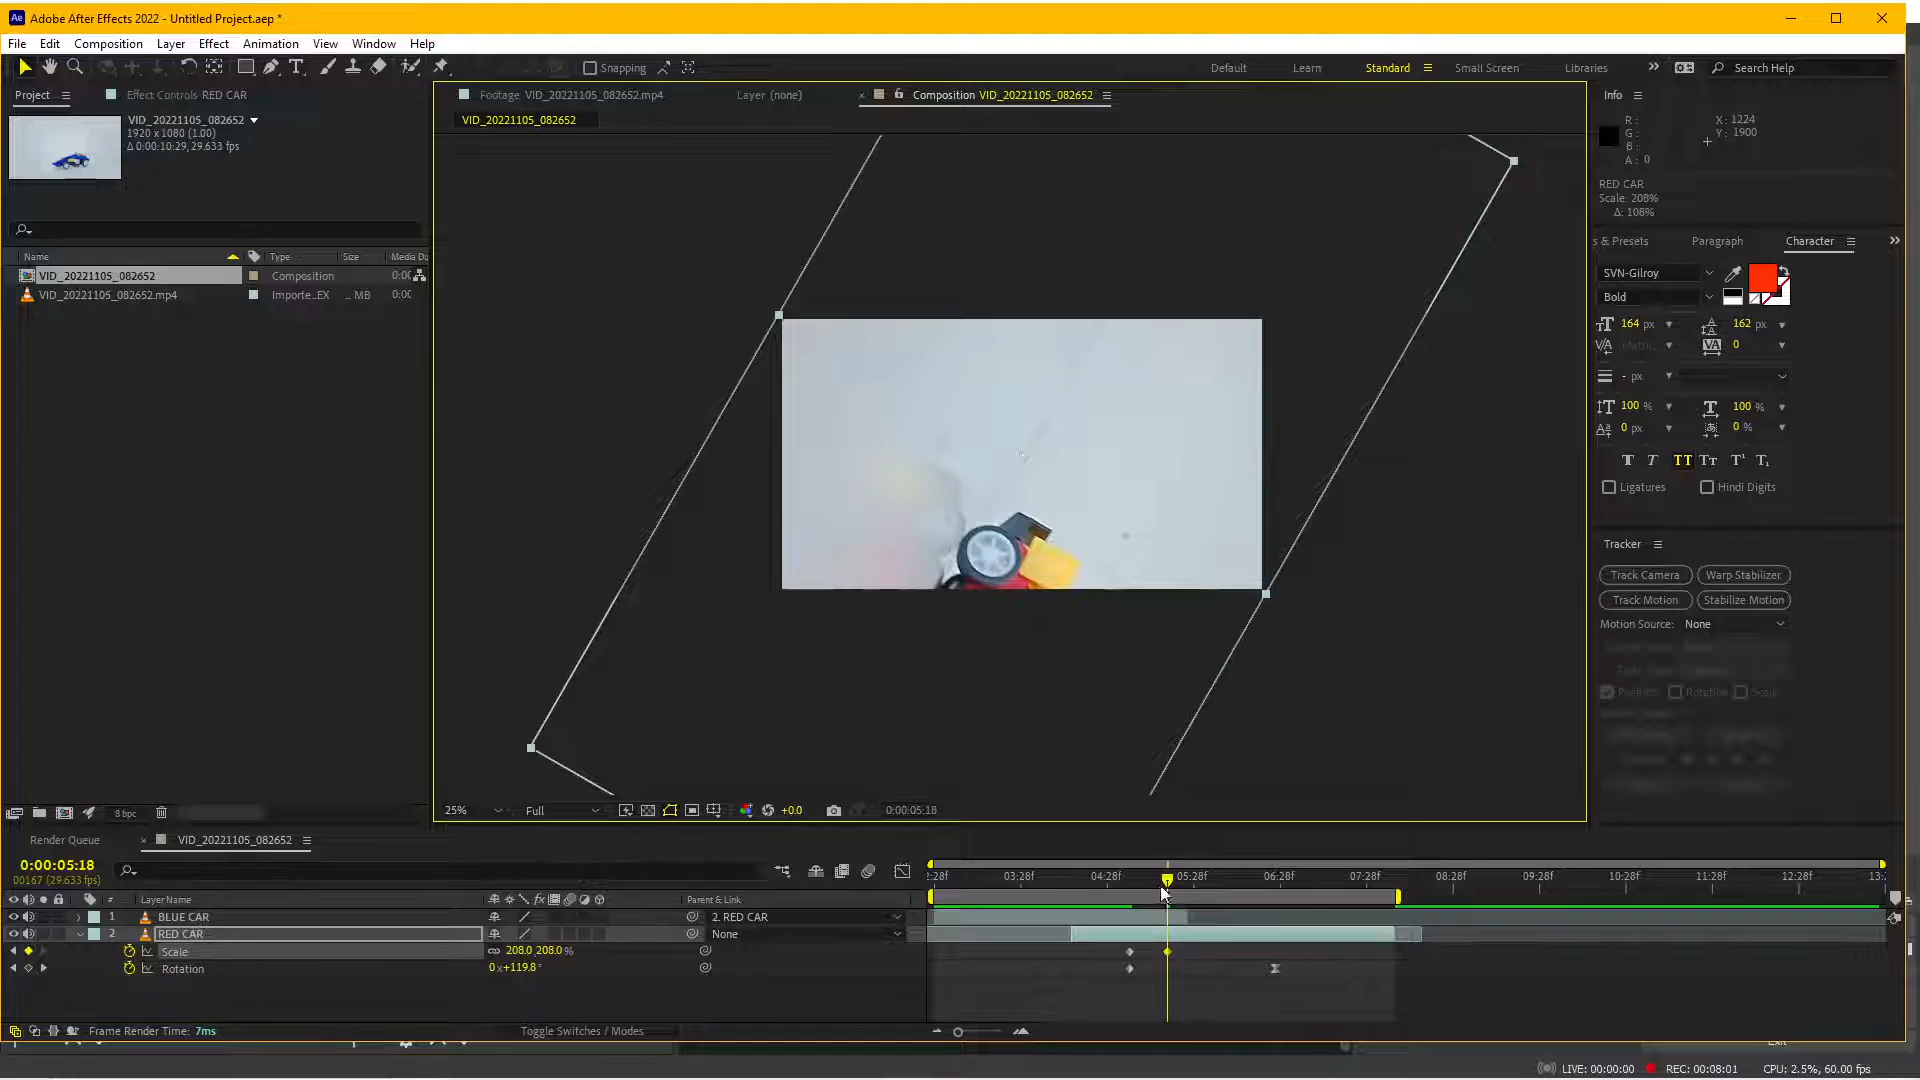 Adobe After Effects 2022 - Untitled Project.aep *
File Edit Composition Layer Effect Animation View Window Help
Snapping Default Learn Standard Small Screen Libraries Search Help
Project Effect Controls RED CAR
Footage VID_20221105_082652.mp4 Layer (none) Composition VID_20221105_082652
Info
VID_20221105_082652
1920 x 1080 (1.00)
Δ 0:00:10:29, 29.633 fps
VID_20221105_082652
R :
G :
B :
A : 0
X : 1224
Y : 1900
RED CAR
Scale: 208%
Δ: 108%
s & Presets Paragraph Character
Name Type Size Media Du
VID_20221105_082652 Composition 0:00
VID_20221105_082652.mp4 Importe...EX ... MB 0:00
SVN-Gilroy
Bold
164 px 162 px
0
- px
100 % 100 %
0 px 0 %
Ligatures Hindi Digits
Tracker
Track Camera Warp Stabilizer
Track Motion Stabilize Motion
Motion Source: None
25% Full +0.0 0:00:05:18
8 bpc
Render Queue VID_20221105_082652
0:00:05:18
00167 (29.633 fps)
2:28f 03:28f 04:28f 05:28f 06:28f 07:28f 08:28f 09:28f 10:28f 11:28f 12:28f 13:
# Layer Name fx Parent & Link
1 BLUE CAR 2. RED CAR
2 RED CAR None
Scale 208.0,208.0 %
Rotation 0 x+119.8 °
Frame Render Time: 7ms Toggle Switches / Modes
Exit
LIVE: 00:00:00 REC: 00:08:01 CPU: 2.5%, 60.00 fps